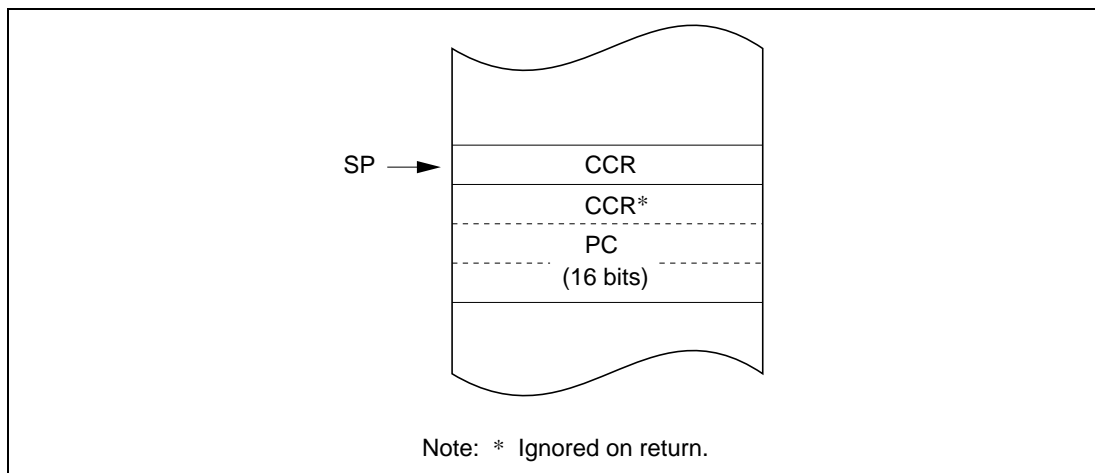 SP CCR
CCR*
PC
(16 bits)
Note: * Ignored on return.